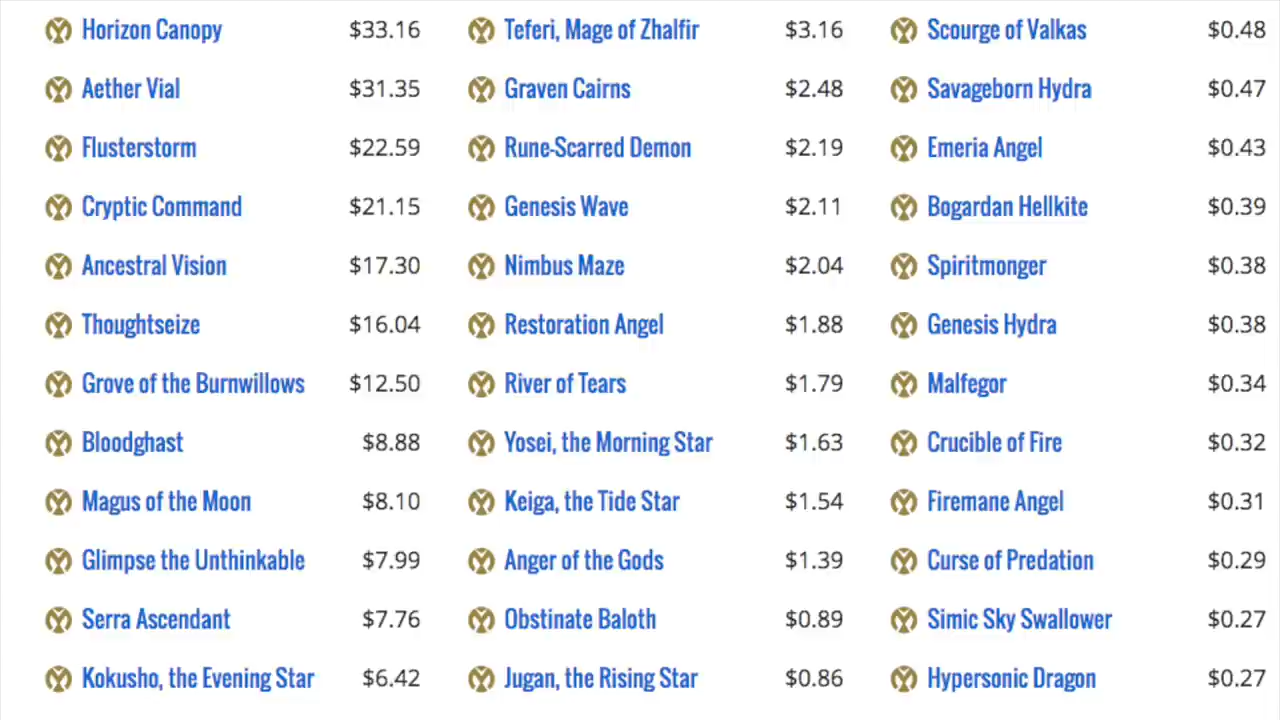 Horizon Canopy $33.16
Aether Vial $31.35
Flusterstorm $22.59
Cryptic Command $21.15
Ancestral Vision $17.30
Thoughtseize $16.04
Grove of the Burnwillows $12.50
Bloodghast $8.88
Magus of the Moon $8.10
Glimpse the Unthinkable $7.99
Serra Ascendant $7.76
Kokusho, the Evening Star $6.42
Teferi, Mage of Zhalfir $3.16
Graven Cairns $2.48
Rune-Scarred Demon $2.19
Genesis Wave $2.11
Nimbus Maze $2.04
Restoration Angel $1.88
River of Tears $1.79
Yosei, the Morning Star $1.63
Keiga, the Tide Star $1.54
Anger of the Gods $1.39
Obstinate Baloth $0.89
Jugan, the Rising Star $0.86
Scourge of Valkas $0.48
Savageborn Hydra $0.47
Emeria Angel $0.43
Bogardan Hellkite $0.39
Spiritmonger $0.38
Genesis Hydra $0.38
Malfegor $0.34
Crucible of Fire $0.32
Firemane Angel $0.31
Curse of Predation $0.29
Simic Sky Swallower $0.27
Hypersonic Dragon $0.27